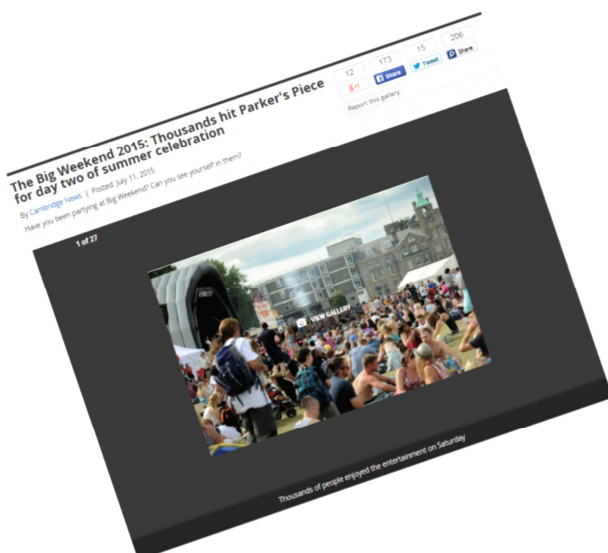 12
173
15
206
g+1
Share
Tweet
Share
Report this gallery
The Big Weekend 2015: Thousands hit Parker's Piece
for day two of summer celebration
By Cambridge News | Posted: July 11, 2015
Have you been partying at Big Weekend? Can you see yourself in them?
1 of 27
VIEW GALLERY
Thousands of people enjoyed the entertainment on Saturday